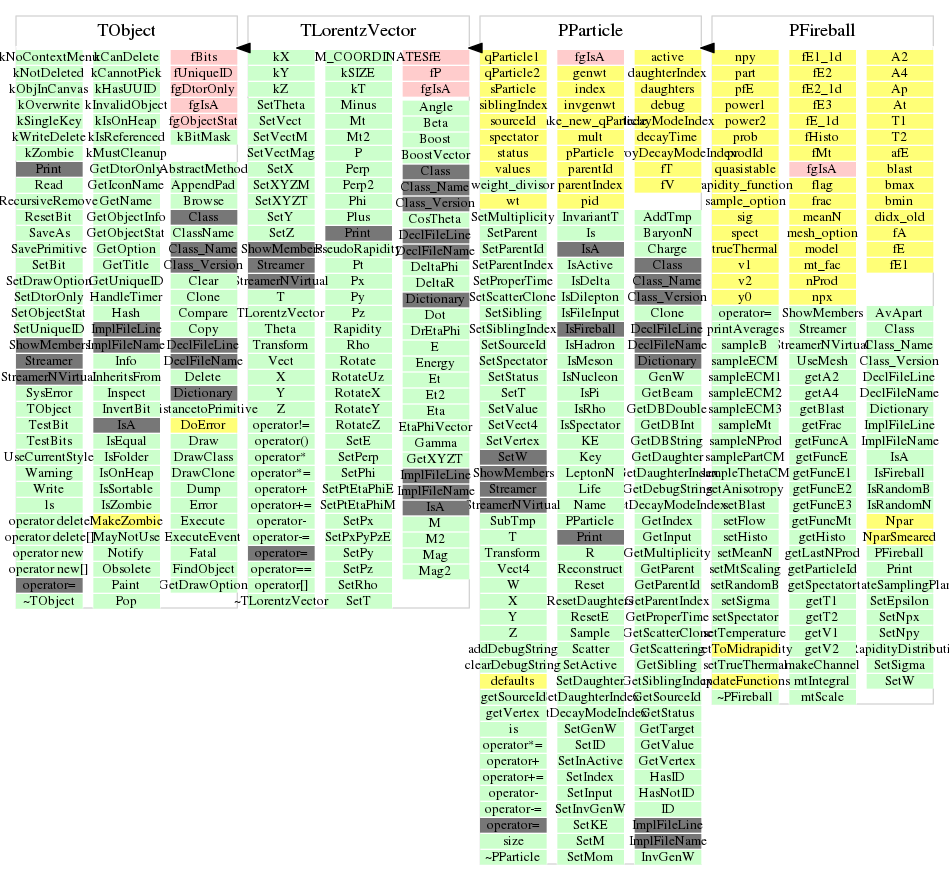 TObject
kNoContextMenu
kNotDeleted
kObjInCanvas
kOverwrite
kSingleKey
kWriteDelete
kZombie
Print
Read
RecursiveRemove
ResetBit
SaveAs
SavePrimitive
SetBit
SetDrawOption
SetDtorOnly
SetObjectStat
SetUniqueID
ShowMembers
Streamer
StreamerNVirtual
SysError
TObject
TestBit
TestBits
UseCurrentStyle
Warning
Write
ls
operator delete
operator delete[]
operator new
operator new[]
operator=
~TObject
kCanDelete
kCannotPick
kHasUUID
kInvalidObject
kIsOnHeap
kIsReferenced
kMustCleanup
GetDtorOnly
GetIconName
GetName
GetObjectInfo
GetObjectStat
GetOption
GetTitle
GetUniqueID
HandleTimer
Hash
ImplFileLine
ImplFileName
Info
InheritsFrom
Inspect
InvertBit
IsA
IsEqual
IsFolder
IsOnHeap
IsSortable
IsZombie
MakeZombie
MayNotUse
Notify
Obsolete
Paint
Pop
fBits
fUniqueID
fgDtorOnly
fgIsA
fgObjectStat
kBitMask
AbstractMethod
AppendPad
Browse
Class
ClassName
Class_Name
Class_Version
Clear
Clone
Compare
Copy
DeclFileLine
DeclFileName
Delete
Dictionary
istancetoPrimitive
DoError
Draw
DrawClass
DrawClone
Dump
Error
Execute
ExecuteEvent
Fatal
FindObject
GetDrawOption
TLorentzVector
kX
kY
kZ
SetTheta
SetVect
SetVectM
SetVectMag
SetX
SetXYZM
SetXYZT
SetY
SetZ
ShowMembers
Streamer
StreamerNVirtual
T
TLorentzVector
Theta
Transform
Vect
X
Y
Z
operator!=
operator()
operator*
operator*=
operator+
operator+=
operator-
operator-=
operator=
operator==
operator[]
~TLorentzVector
M_COORDINATES
kSIZE
kT
Minus
Mt
Mt2
P
Perp
Perp2
Phi
Plus
Print
PseudoRapidity
Pt
Px
Py
Pz
Rapidity
Rho
Rotate
RotateUz
RotateX
RotateY
RotateZ
SetE
SetPerp
SetPhi
SetPtEtaPhiE
SetPtEtaPhiM
SetPx
SetPxPyPzE
SetPy
SetPz
SetRho
SetT
fE
fP
fgIsA
Angle
Beta
Boost
BoostVector
Class
Class_Name
Class_Version
CosTheta
DeclFileLine
DeclFileName
DeltaPhi
DeltaR
Dictionary
Dot
DrEtaPhi
E
Energy
Et
Et2
Eta
EtaPhiVector
Gamma
GetXYZT
ImplFileLine
ImplFileName
IsA
M
M2
Mag
Mag2
PParticle
qParticle1
qParticle2
sParticle
siblingIndex
sourceId
spectator
status
values
weight_divisor
wt
SetMultiplicity
SetParent
SetParentId
SetParentIndex
SetProperTime
SetScatterClone
SetSibling
SetSiblingIndex
SetSourceId
SetSpectator
SetStatus
SetT
SetValue
SetVect4
SetVertex
SetW
ShowMembers
Streamer
StreamerNVirtual
SubTmp
T
Transform
Vect4
W
X
Y
Z
addDebugString
clearDebugString
defaults
getSourceId
getVertex
is
operator*=
operator+
operator+=
operator-
operator-=
operator=
size
~PParticle
fgIsA
genwt
index
invgenwt
ake_new_qParticle
mult
pParticle
parentId
parentIndex
pid
InvariantT
Is
IsA
IsActive
IsDelta
IsDilepton
IsFileInput
IsFireball
IsHadron
IsMeson
IsNucleon
IsPi
IsRho
IsSpectator
KE
Key
LeptonN
Life
Name
PParticle
Print
R
Reconstruct
Reset
ResetDaughters
ResetE
Sample
Scatter
SetActive
SetDaughter
etDaughterIndex
tDecayModeIndex
SetGenW
SetID
SetInActive
SetIndex
SetInput
SetInvGenW
SetKE
SetM
SetMom
active
daughterIndex
daughters
debug
decayModeIndex
decayTime
royDecayModeIndex
fT
fV
AddTmp
BaryonN
Charge
Class
Class_Name
Class_Version
Clone
DeclFileLine
DeclFileName
Dictionary
GenW
GetBeam
GetDBDouble
GetDBInt
GetDBString
GetDaughter
GetDaughterIndex
GetDebugString
tDecayModeIndex
GetIndex
GetInput
GetMultiplicity
GetParent
GetParentId
GetParentIndex
GetProperTime
GetScatterClone
GetScattering
GetSibling
GetSiblingIndex
GetSourceId
GetStatus
GetTarget
GetValue
GetVertex
HasID
HasNotID
ID
ImplFileLine
ImplFileName
InvGenW
PFireball
npy
part
pfE
power1
power2
prob
prodId
quasistable
apidity_function
sample_option
sig
spect
trueThermal
v1
v2
y0
operator=
printAverages
sampleB
sampleECM
sampleECM1
sampleECM2
sampleECM3
sampleMt
sampleNProd
samplePartCM
sampleThetaCM
setAnisotropy
setBlast
setFlow
setHisto
setMeanN
setMtScaling
setRandomB
setSigma
setSpectator
setTemperature
etToMidrapidity
setTrueThermal
updateFunctions
~PFireball
fE1_1d
fE2
fE2_1d
fE3
fE_1d
fHisto
fMt
fgIsA
flag
frac
meanN
mesh_option
model
mt_fac
nProd
npx
ShowMembers
Streamer
StreamerNVirtual
UseMesh
getA2
getA4
getBlast
getFrac
getFuncA
getFuncE
getFuncE1
getFuncE2
getFuncE3
getFuncMt
getHisto
getLastNProd
getParticleId
getSpectator
getT1
getT2
getV1
getV2
makeChannel
mtIntegral
mtScale
A2
A4
Ap
At
T1
T2
afE
blast
bmax
bmin
didx_old
fA
fE
fE1
AvApart
Class
Class_Name
Class_Version
DeclFileLine
DeclFileName
Dictionary
ImplFileLine
ImplFileName
IsA
IsFireball
IsRandomB
IsRandomN
Npar
NparSmeared
PFireball
Print
tateSamplingPlan
SetEpsilon
SetNpx
SetNpy
RapidityDistributi
SetSigma
SetW